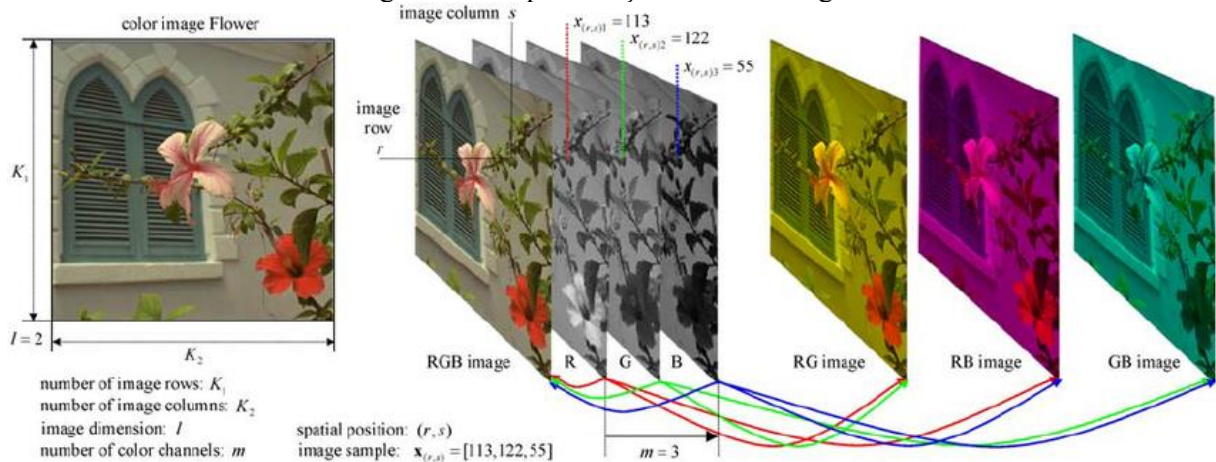 color image Flower
K₁
l = 2
K₂
number of image rows: K₁
number of image columns: K₂
image dimension: l
number of color channels: m
image column s
image
row
r
x(r,s)1 = 113
x(r,s)2 = 122
x(r,s)3 = 55
RGB image
R
G
B
RG image
RB image
GB image
spatial position: (r, s)
image sample: x(r,s) = [113,122,55]
m = 3